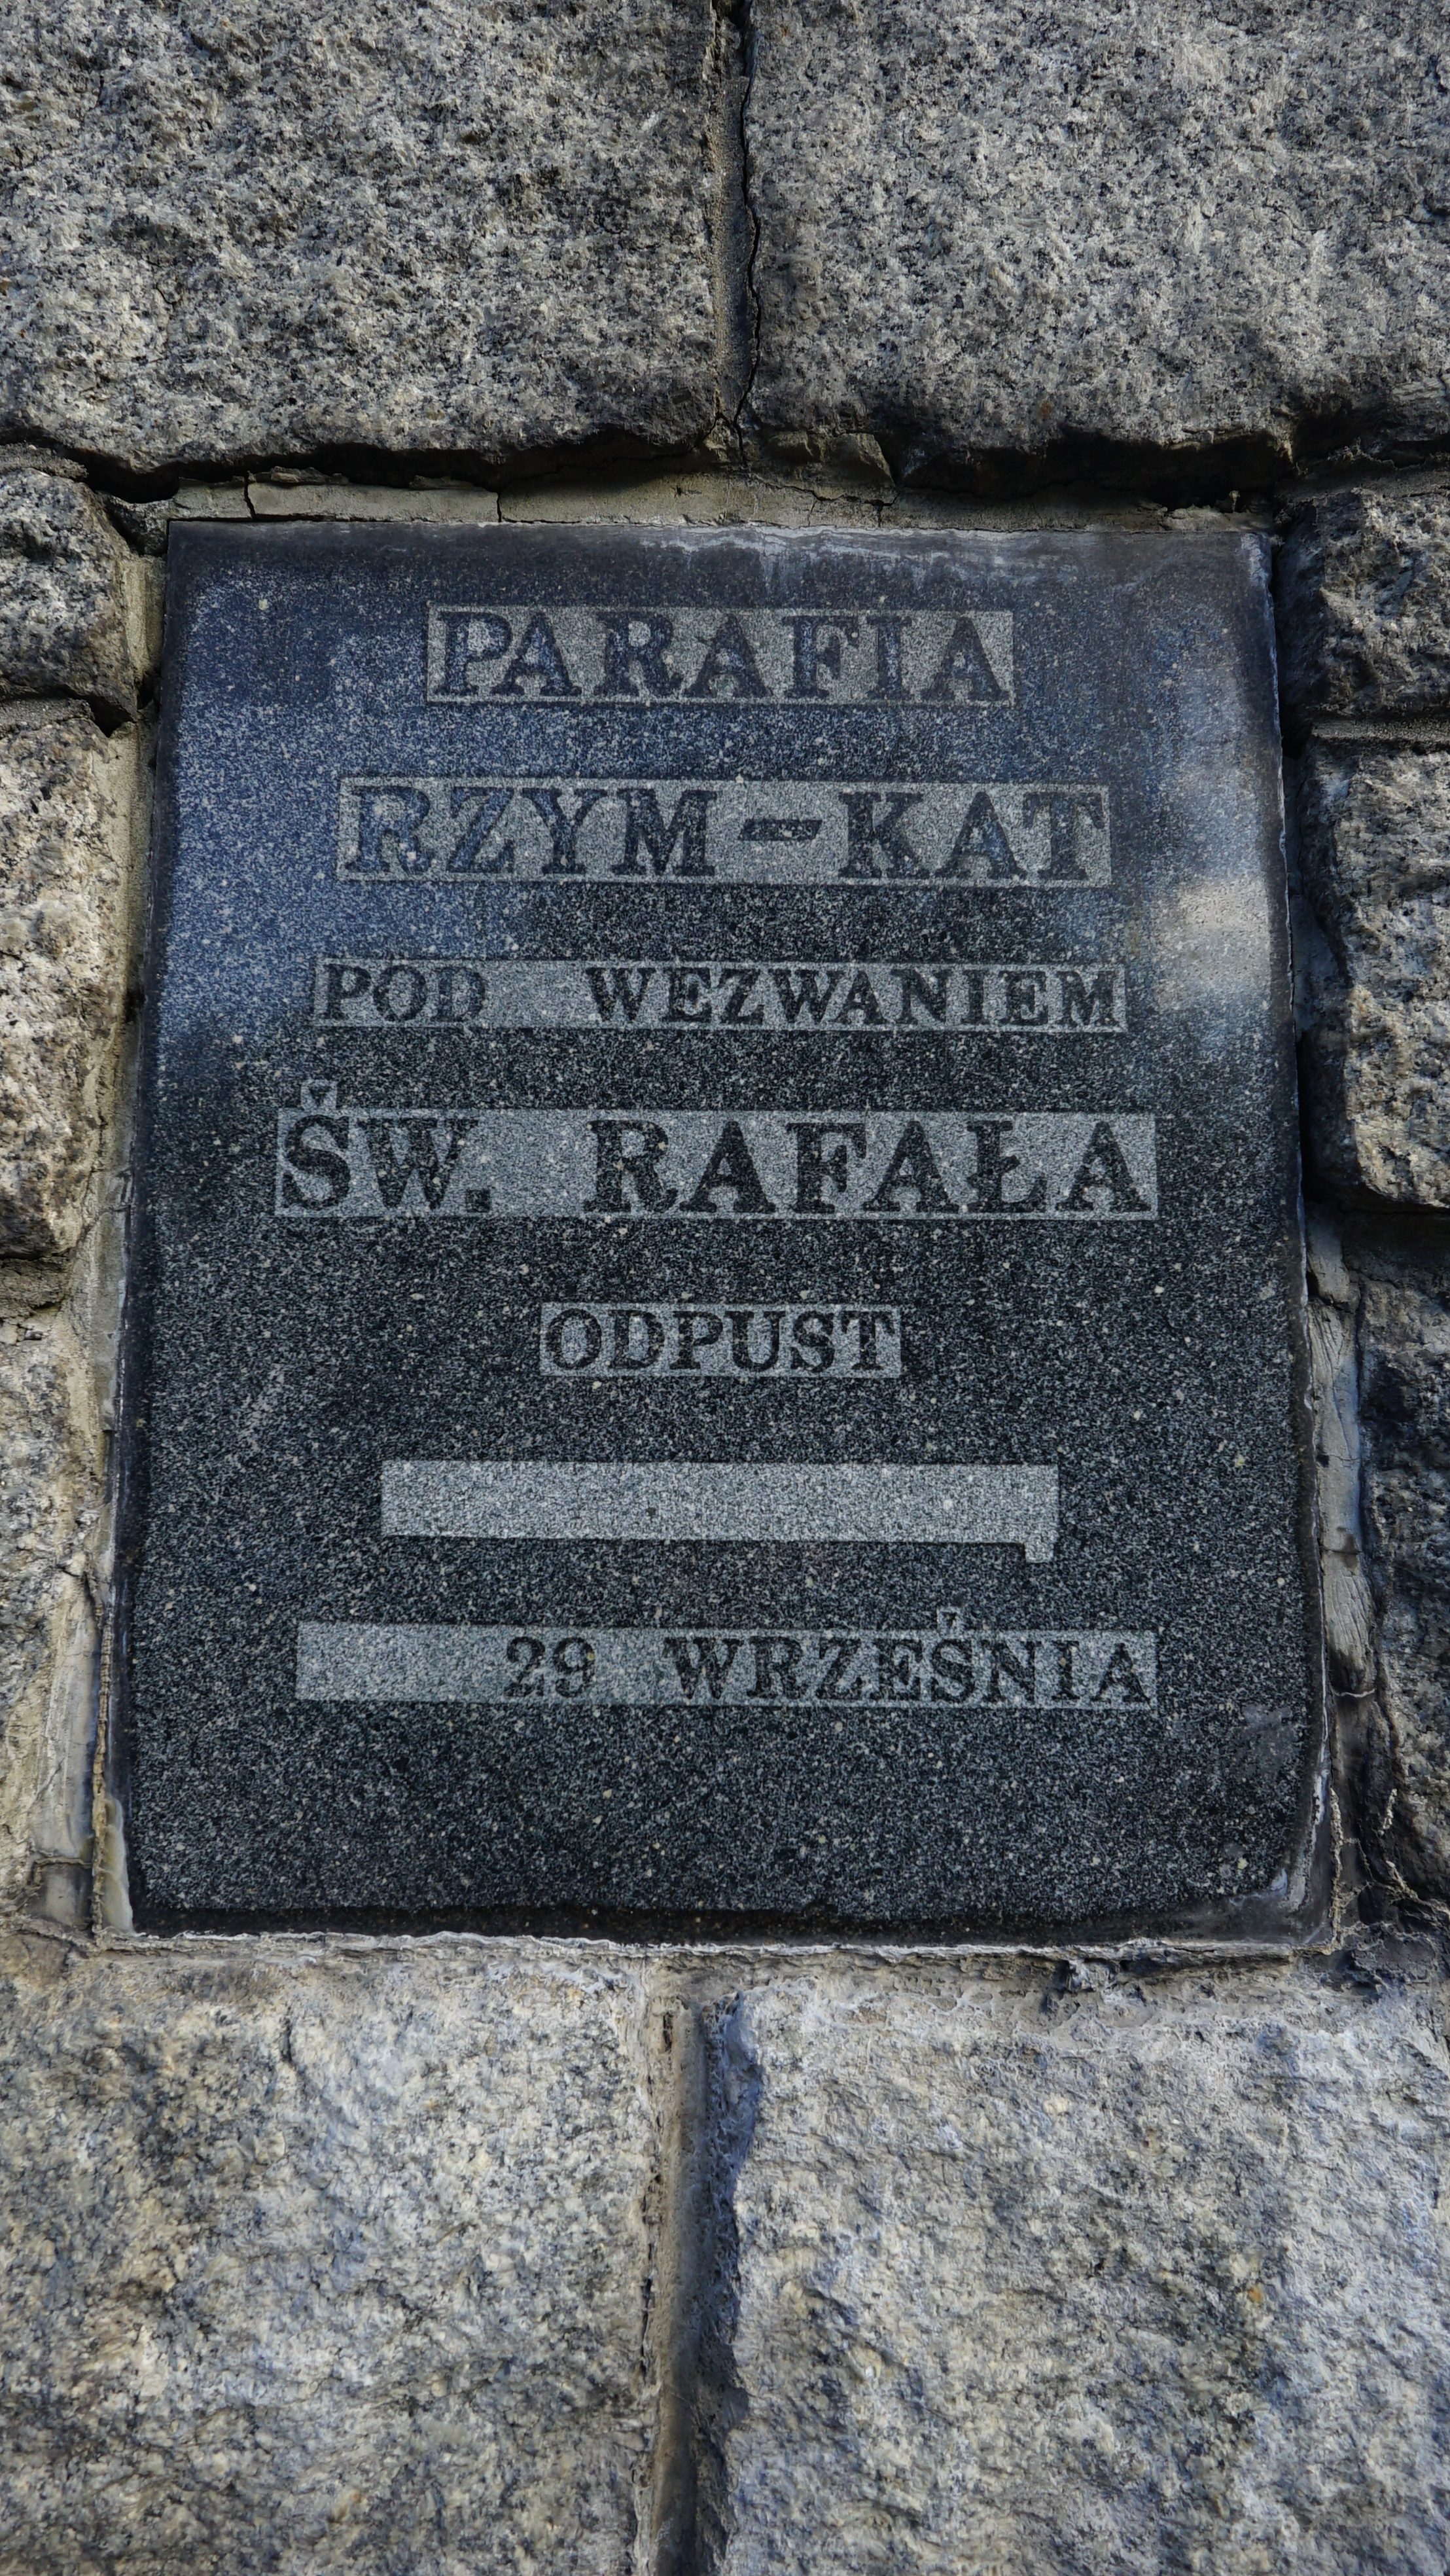 PARAFIA
RZYM-KAT
POD WEZWANIEM
ŚW. RAFAŁA
ODPUST
29 WRZEŚNIA